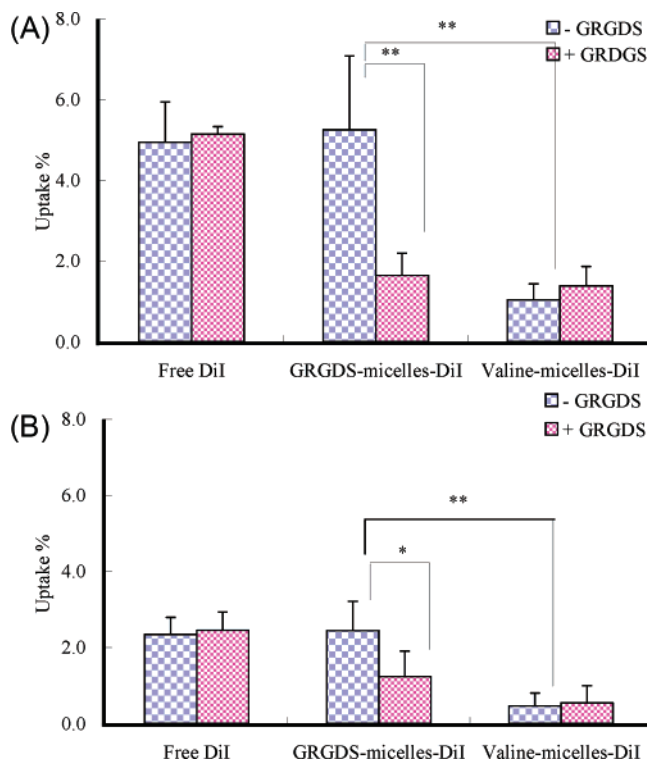 (A)
8.0
6.0
4.0
2.0
0.0
Uptake %
**
**
- GRGDS
+ GRDGS
Free DiI
GRGDS-micelles-DiI
Valine-micelles-DiI
(B)
8.0
6.0
4.0
2.0
0.0
Uptake %
**
*
- GRGDS
+ GRGDS
Free DiI
GRGDS-micelles-DiI
Valine-micelles-DiI